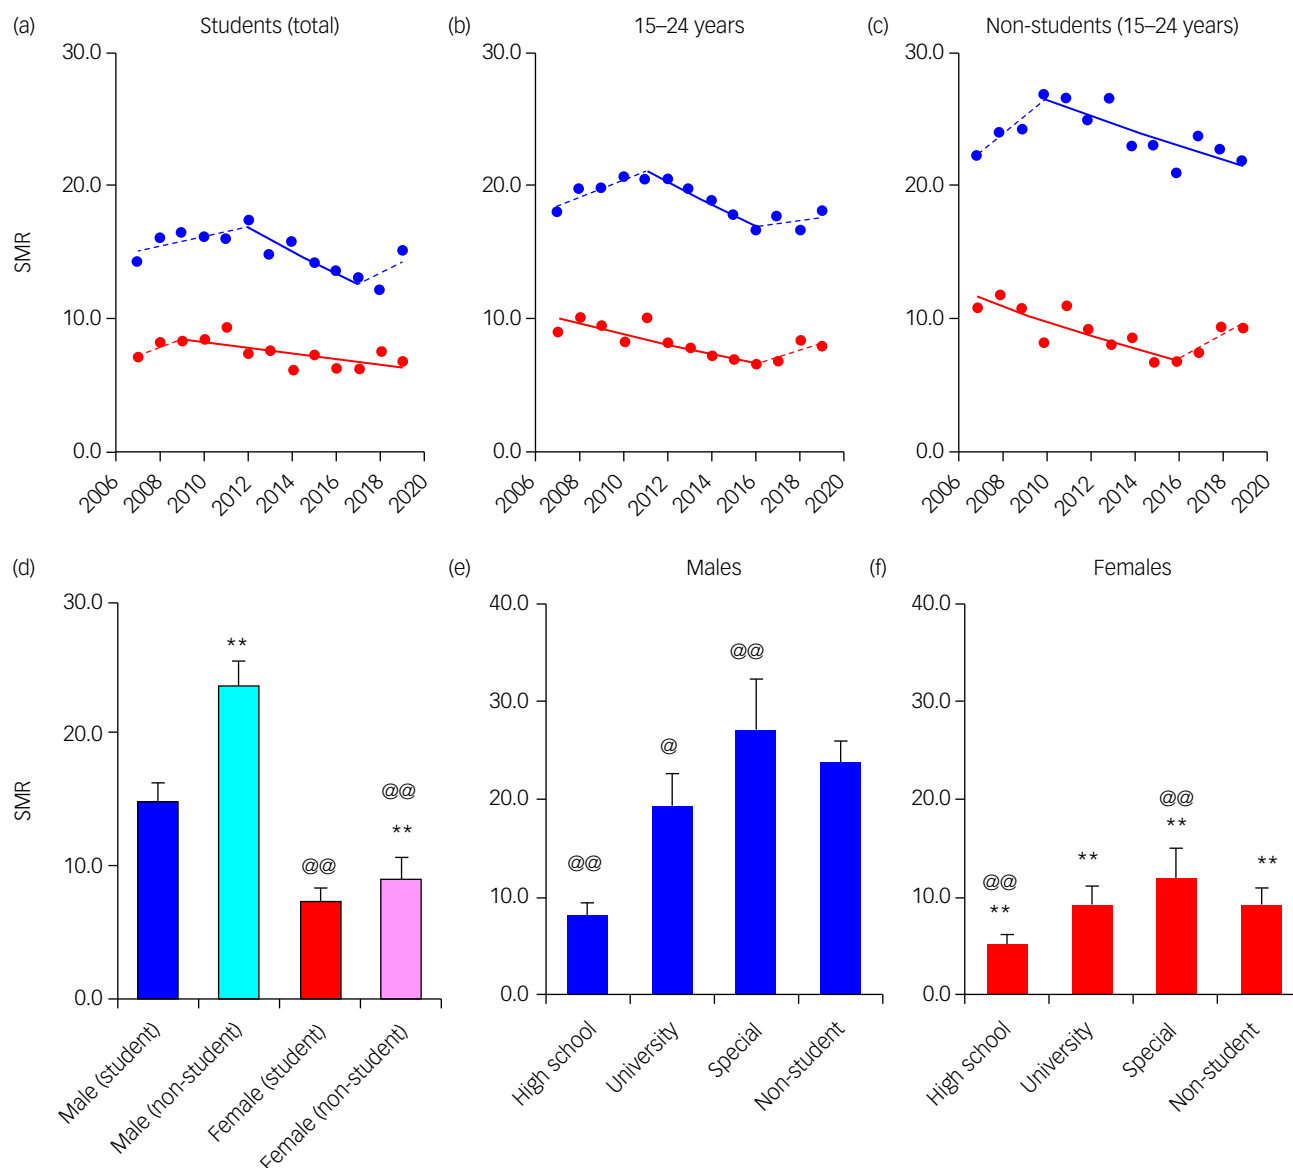 (a) Students (total)
(b) 15–24 years
(c) Non-students (15–24 years)
SMR
30.0
20.0
10.0
0.0
2006 2008 2010 2012 2014 2016 2018 2020
30.0
20.0
10.0
0.0
2006 2008 2010 2012 2014 2016 2018 2020
30.0
20.0
10.0
0.0
2006 2008 2010 2012 2014 2016 2018 2020
(d)
SMR
30.0
20.0
10.0
0.0
**
@@
@@
**
Male (student)
Male (non-student)
Female (student)
Female (non-student)
(e) Males
40.0
30.0
20.0
10.0
0.0
@@
@
@@
High school
University
Special
Non-student
(f) Females
40.0
30.0
20.0
10.0
0.0
@@
**
**
@@
**
**
High school
University
Special
Non-student